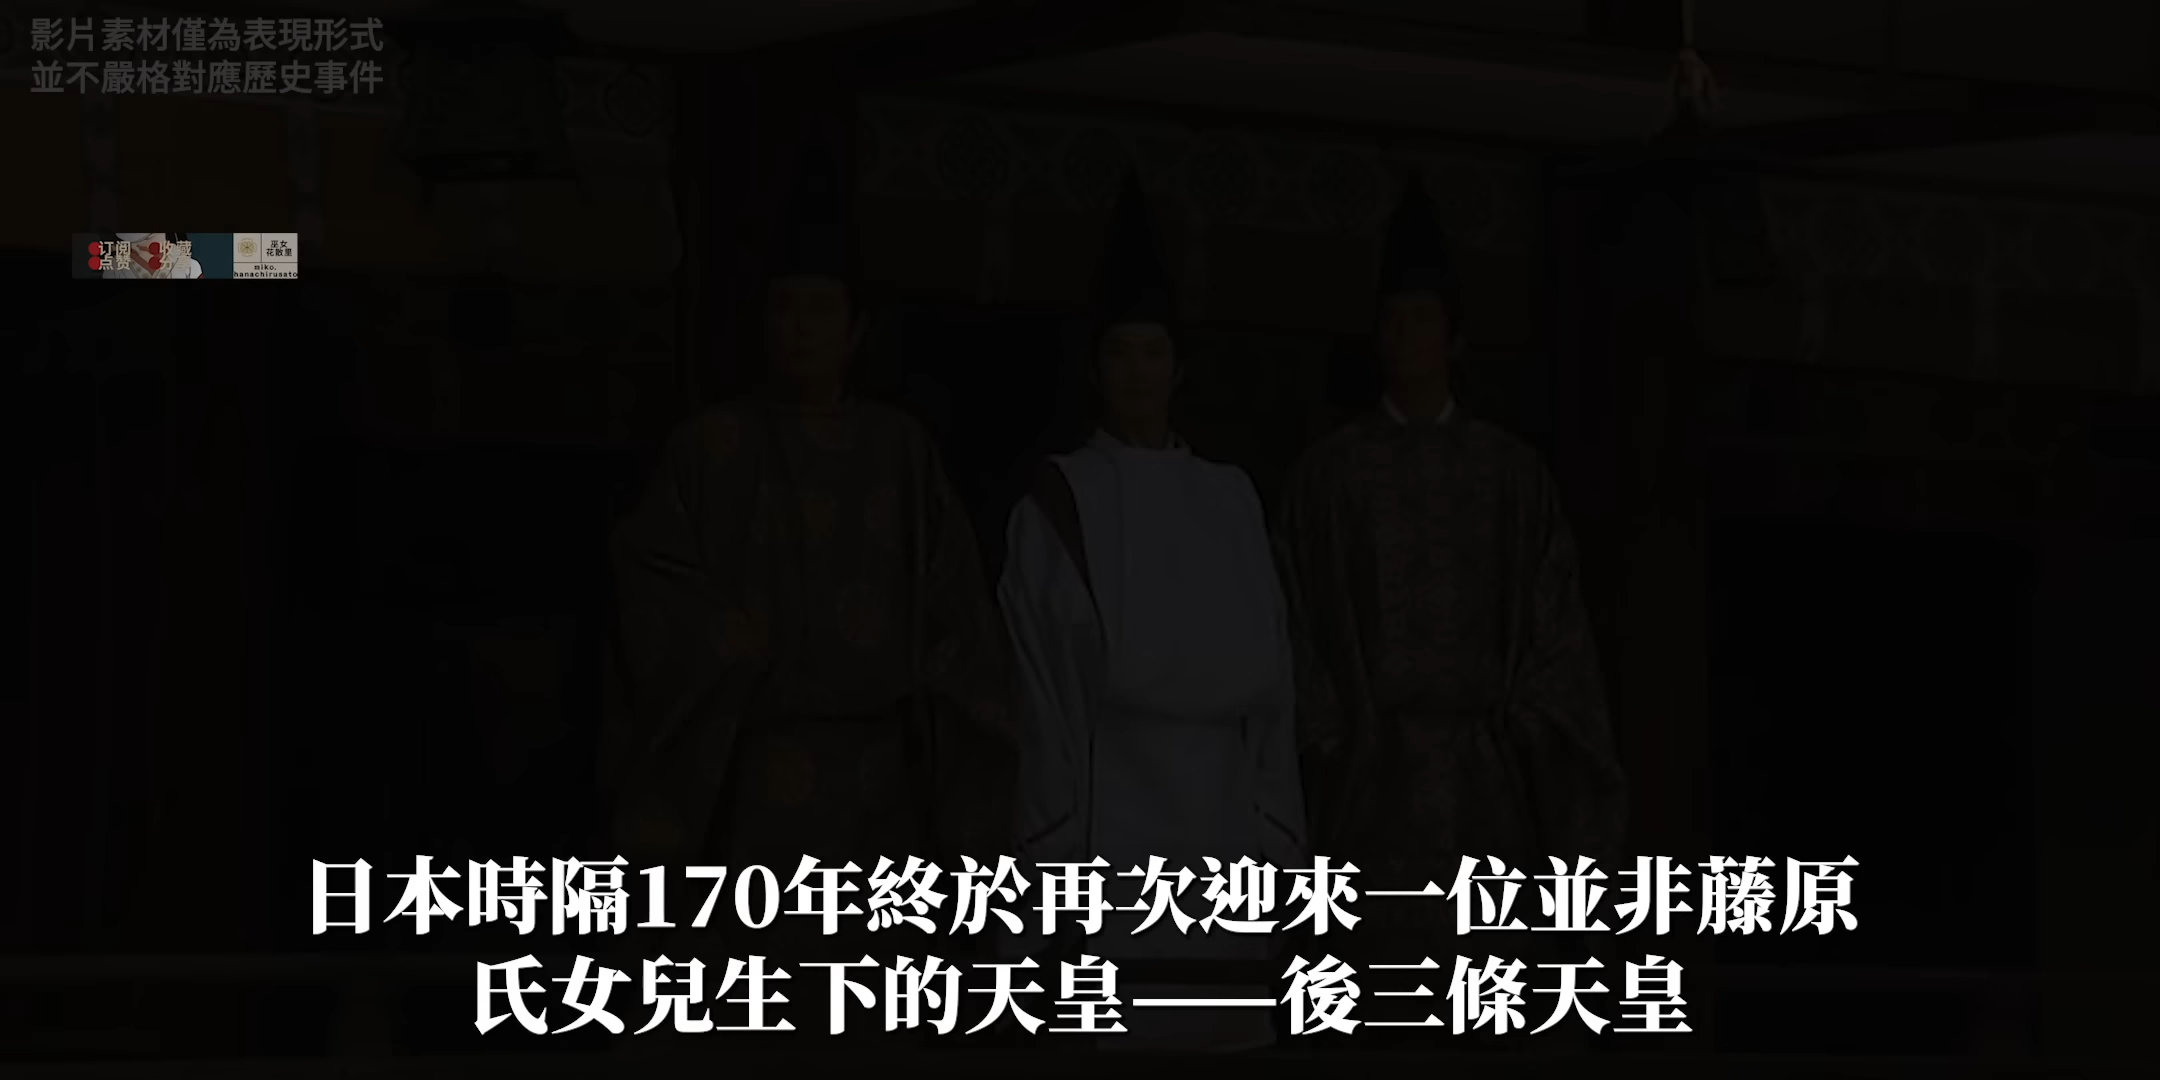 影片素材僅為表現形式
並不嚴格對應歷史事件
订阅 收藏
点赞
巫女
花散里
miko.
hanachirusato
日本時隔170年終於再次迎來一位並非藤原
氏女兒生下的天皇——後三條天皇